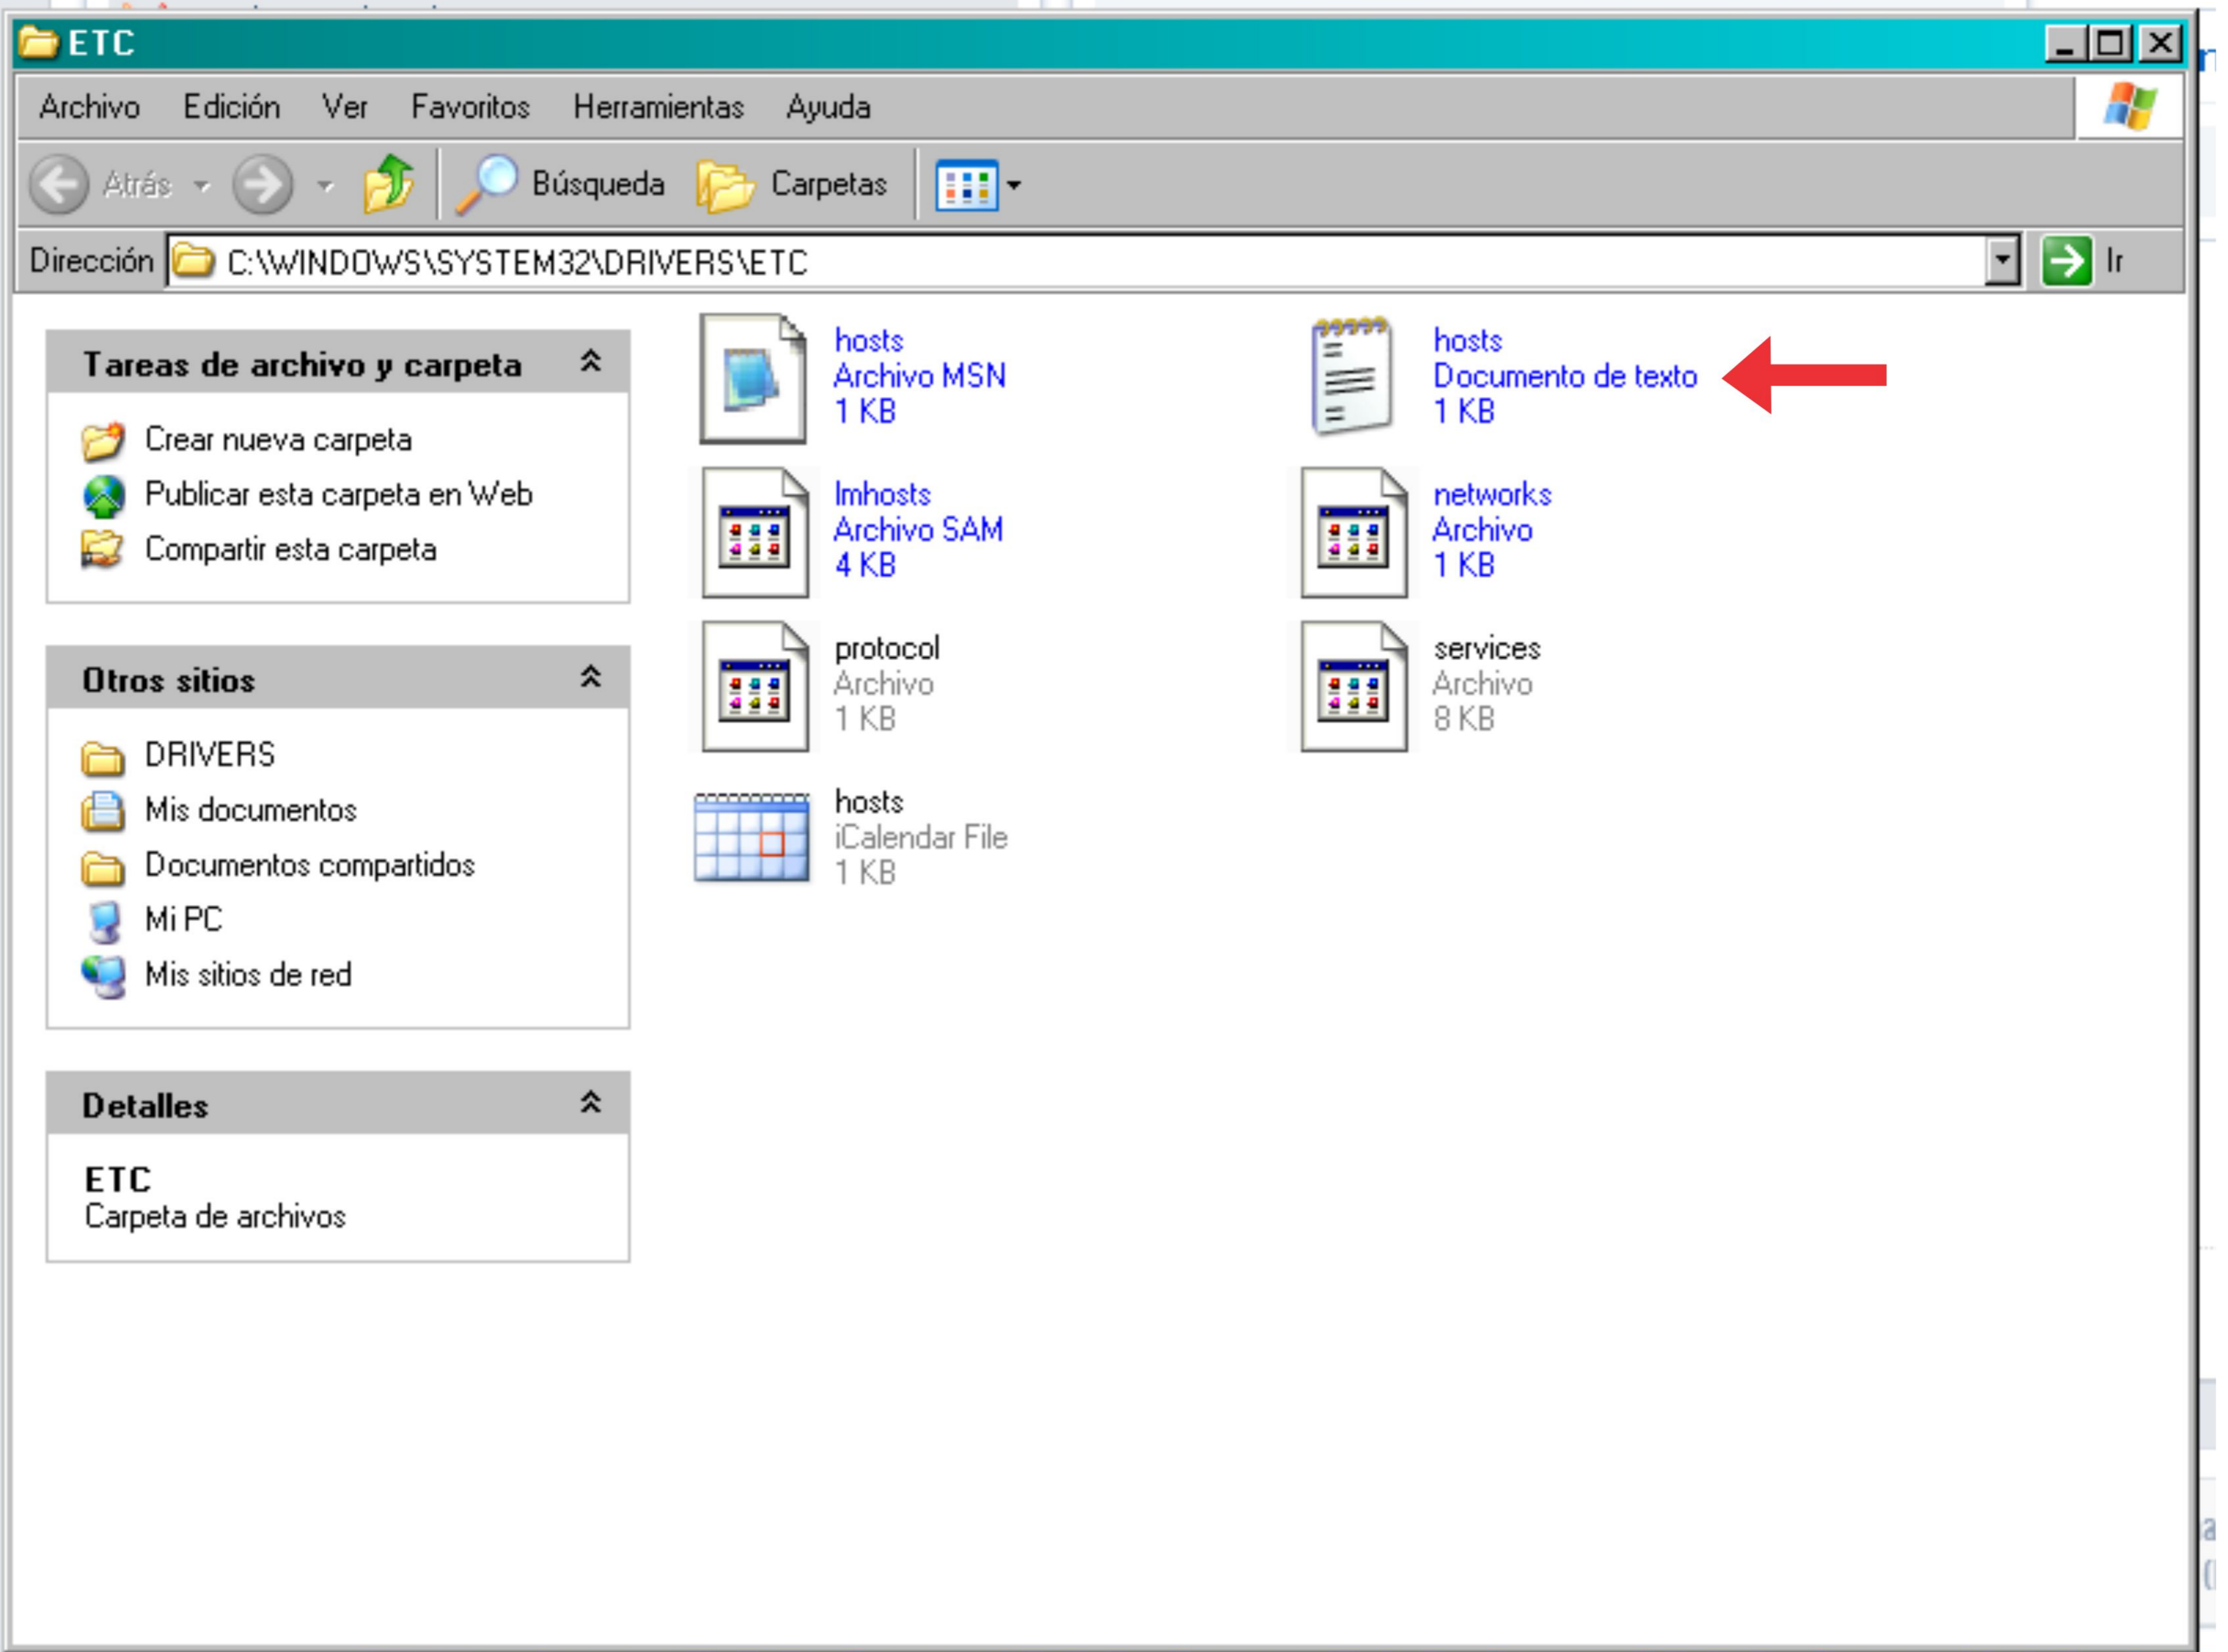 ETC
Archivo Edición Ver Favoritos Herramientas Ayuda
Atrás Búsqueda Carpetas
Dirección C:\WINDOWS\SYSTEM32\DRIVERS\ETC Ir
Tareas de archivo y carpeta
Crear nueva carpeta
Publicar esta carpeta en Web
Compartir esta carpeta
Otros sitios
DRIVERS
Mis documentos
Documentos compartidos
Mi PC
Mis sitios de red
Detalles
ETC
Carpeta de archivos
hosts
Archivo MSN
1 KB
hosts
Documento de texto
1 KB
lmhosts
Archivo SAM
4 KB
networks
Archivo
1 KB
protocol
Archivo
1 KB
services
Archivo
8 KB
hosts
iCalendar File
1 KB